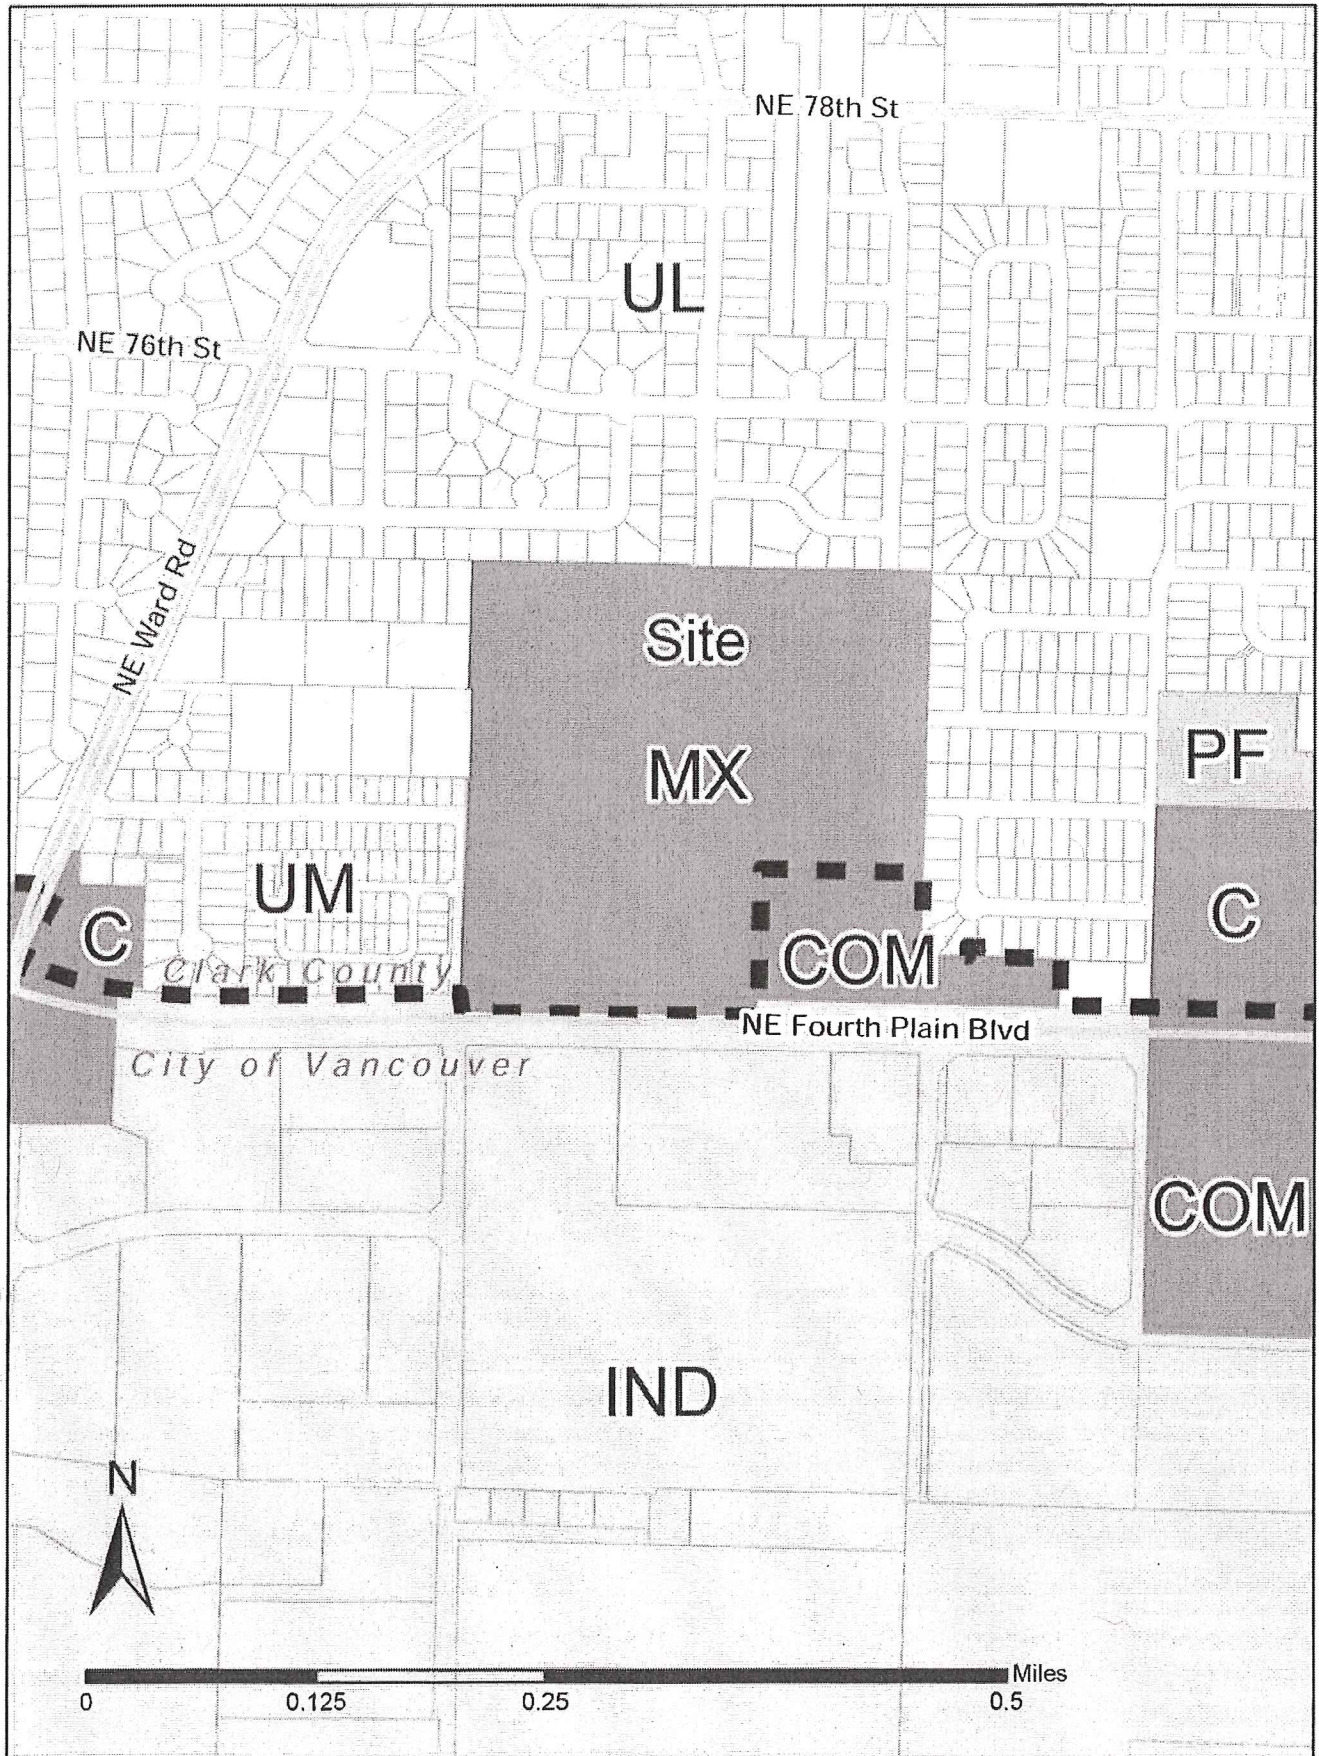 NE 78th St
UL
NE 76th St
NE Ward Rd
Site
MX
PF
UM
C
C
COM
Clark County
NE Fourth Plain Blvd
City of Vancouver
COM
IND
N
Miles
0 0.125 0.25 0.5